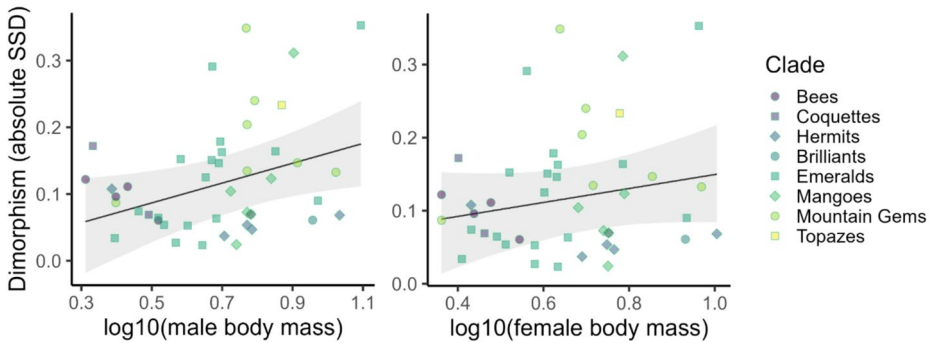 Dimorphism (absolute SSD)
0.3
0.2
0.1
0.0
0.3 0.5 0.7 0.9 1.1
log10(male body mass)
0.3
0.2
0.1
0.0
0.4 0.6 0.8 1.0
log10(female body mass)
Clade
Bees
Coquettes
Hermits
Brilliants
Emeralds
Mangoes
Mountain Gems
Topazes